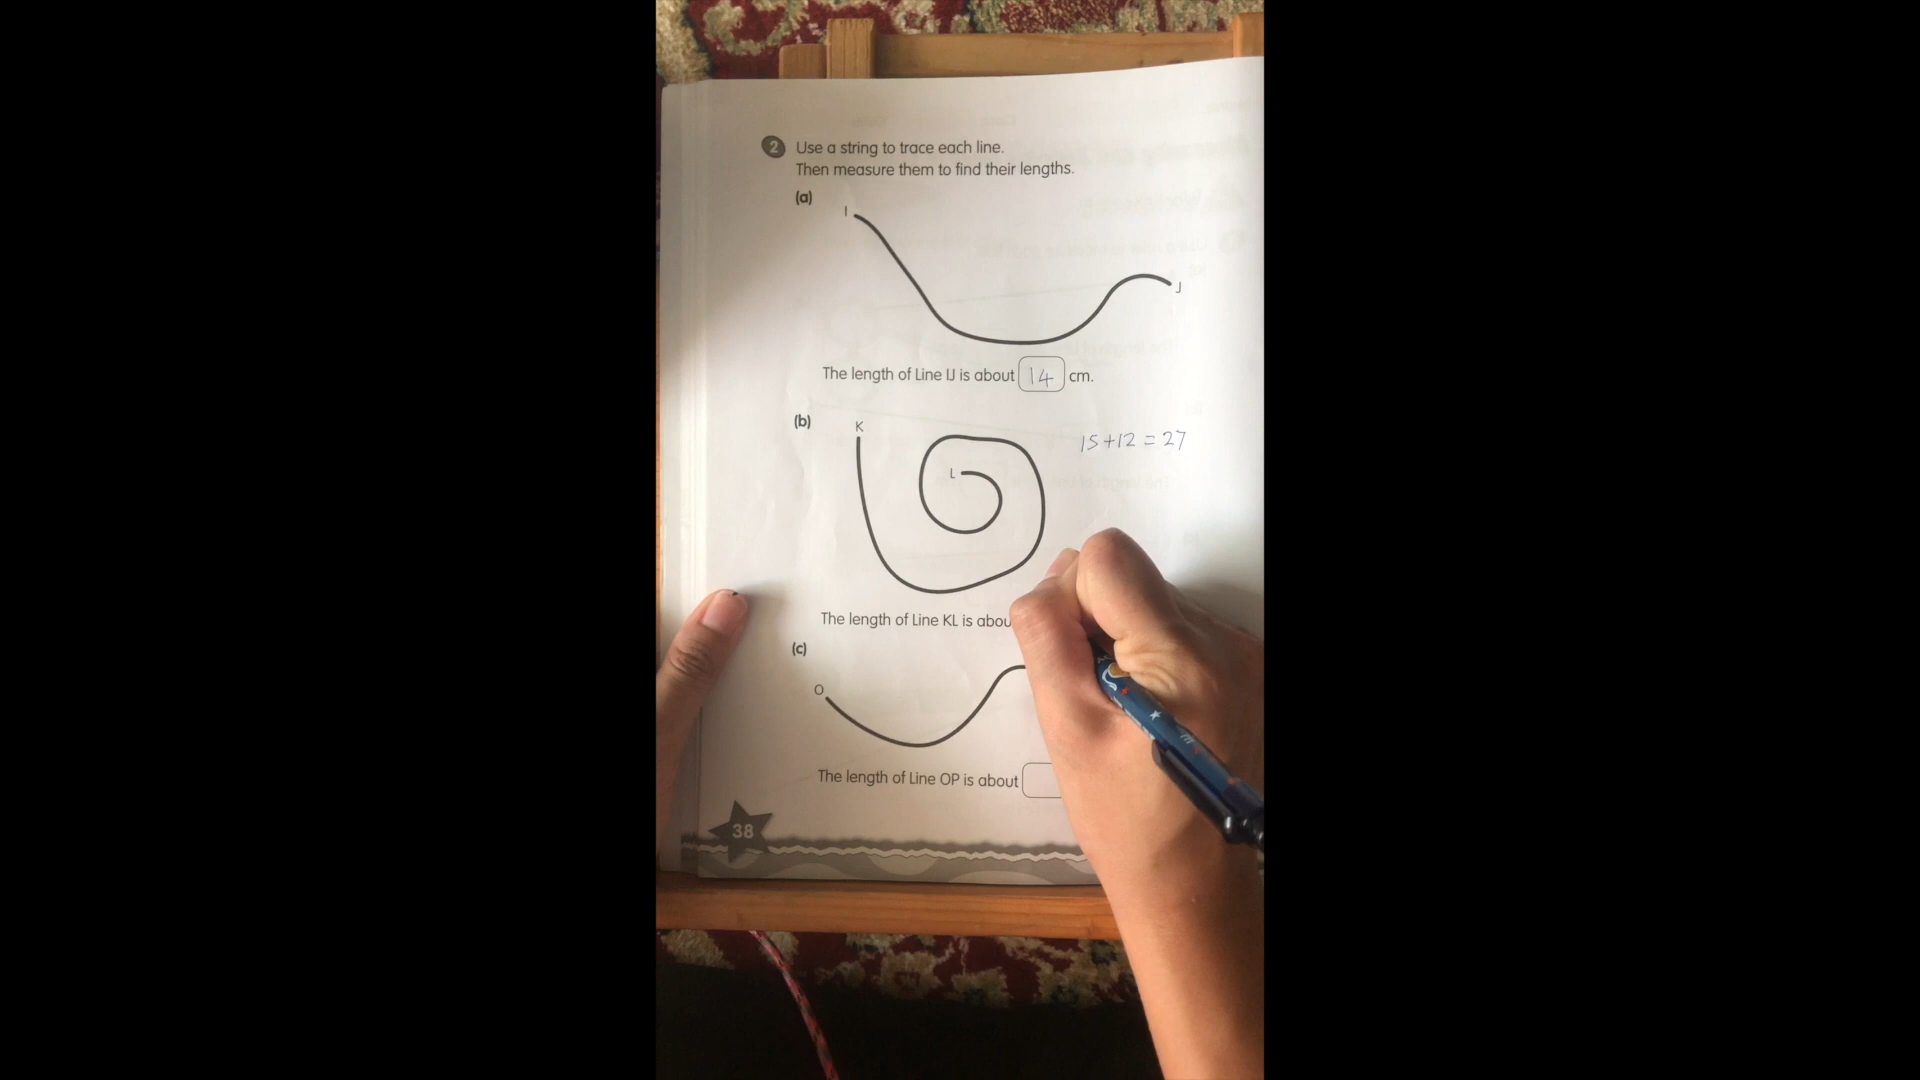 2 Use a string to trace each line.
Then measure them to find their lengths.
(a)
I
J
The length of Line IJ is about 14 cm.
(b)
K
L
15+12=27
The length of Line KL is abou
(c)
O
The length of Line OP is about
38